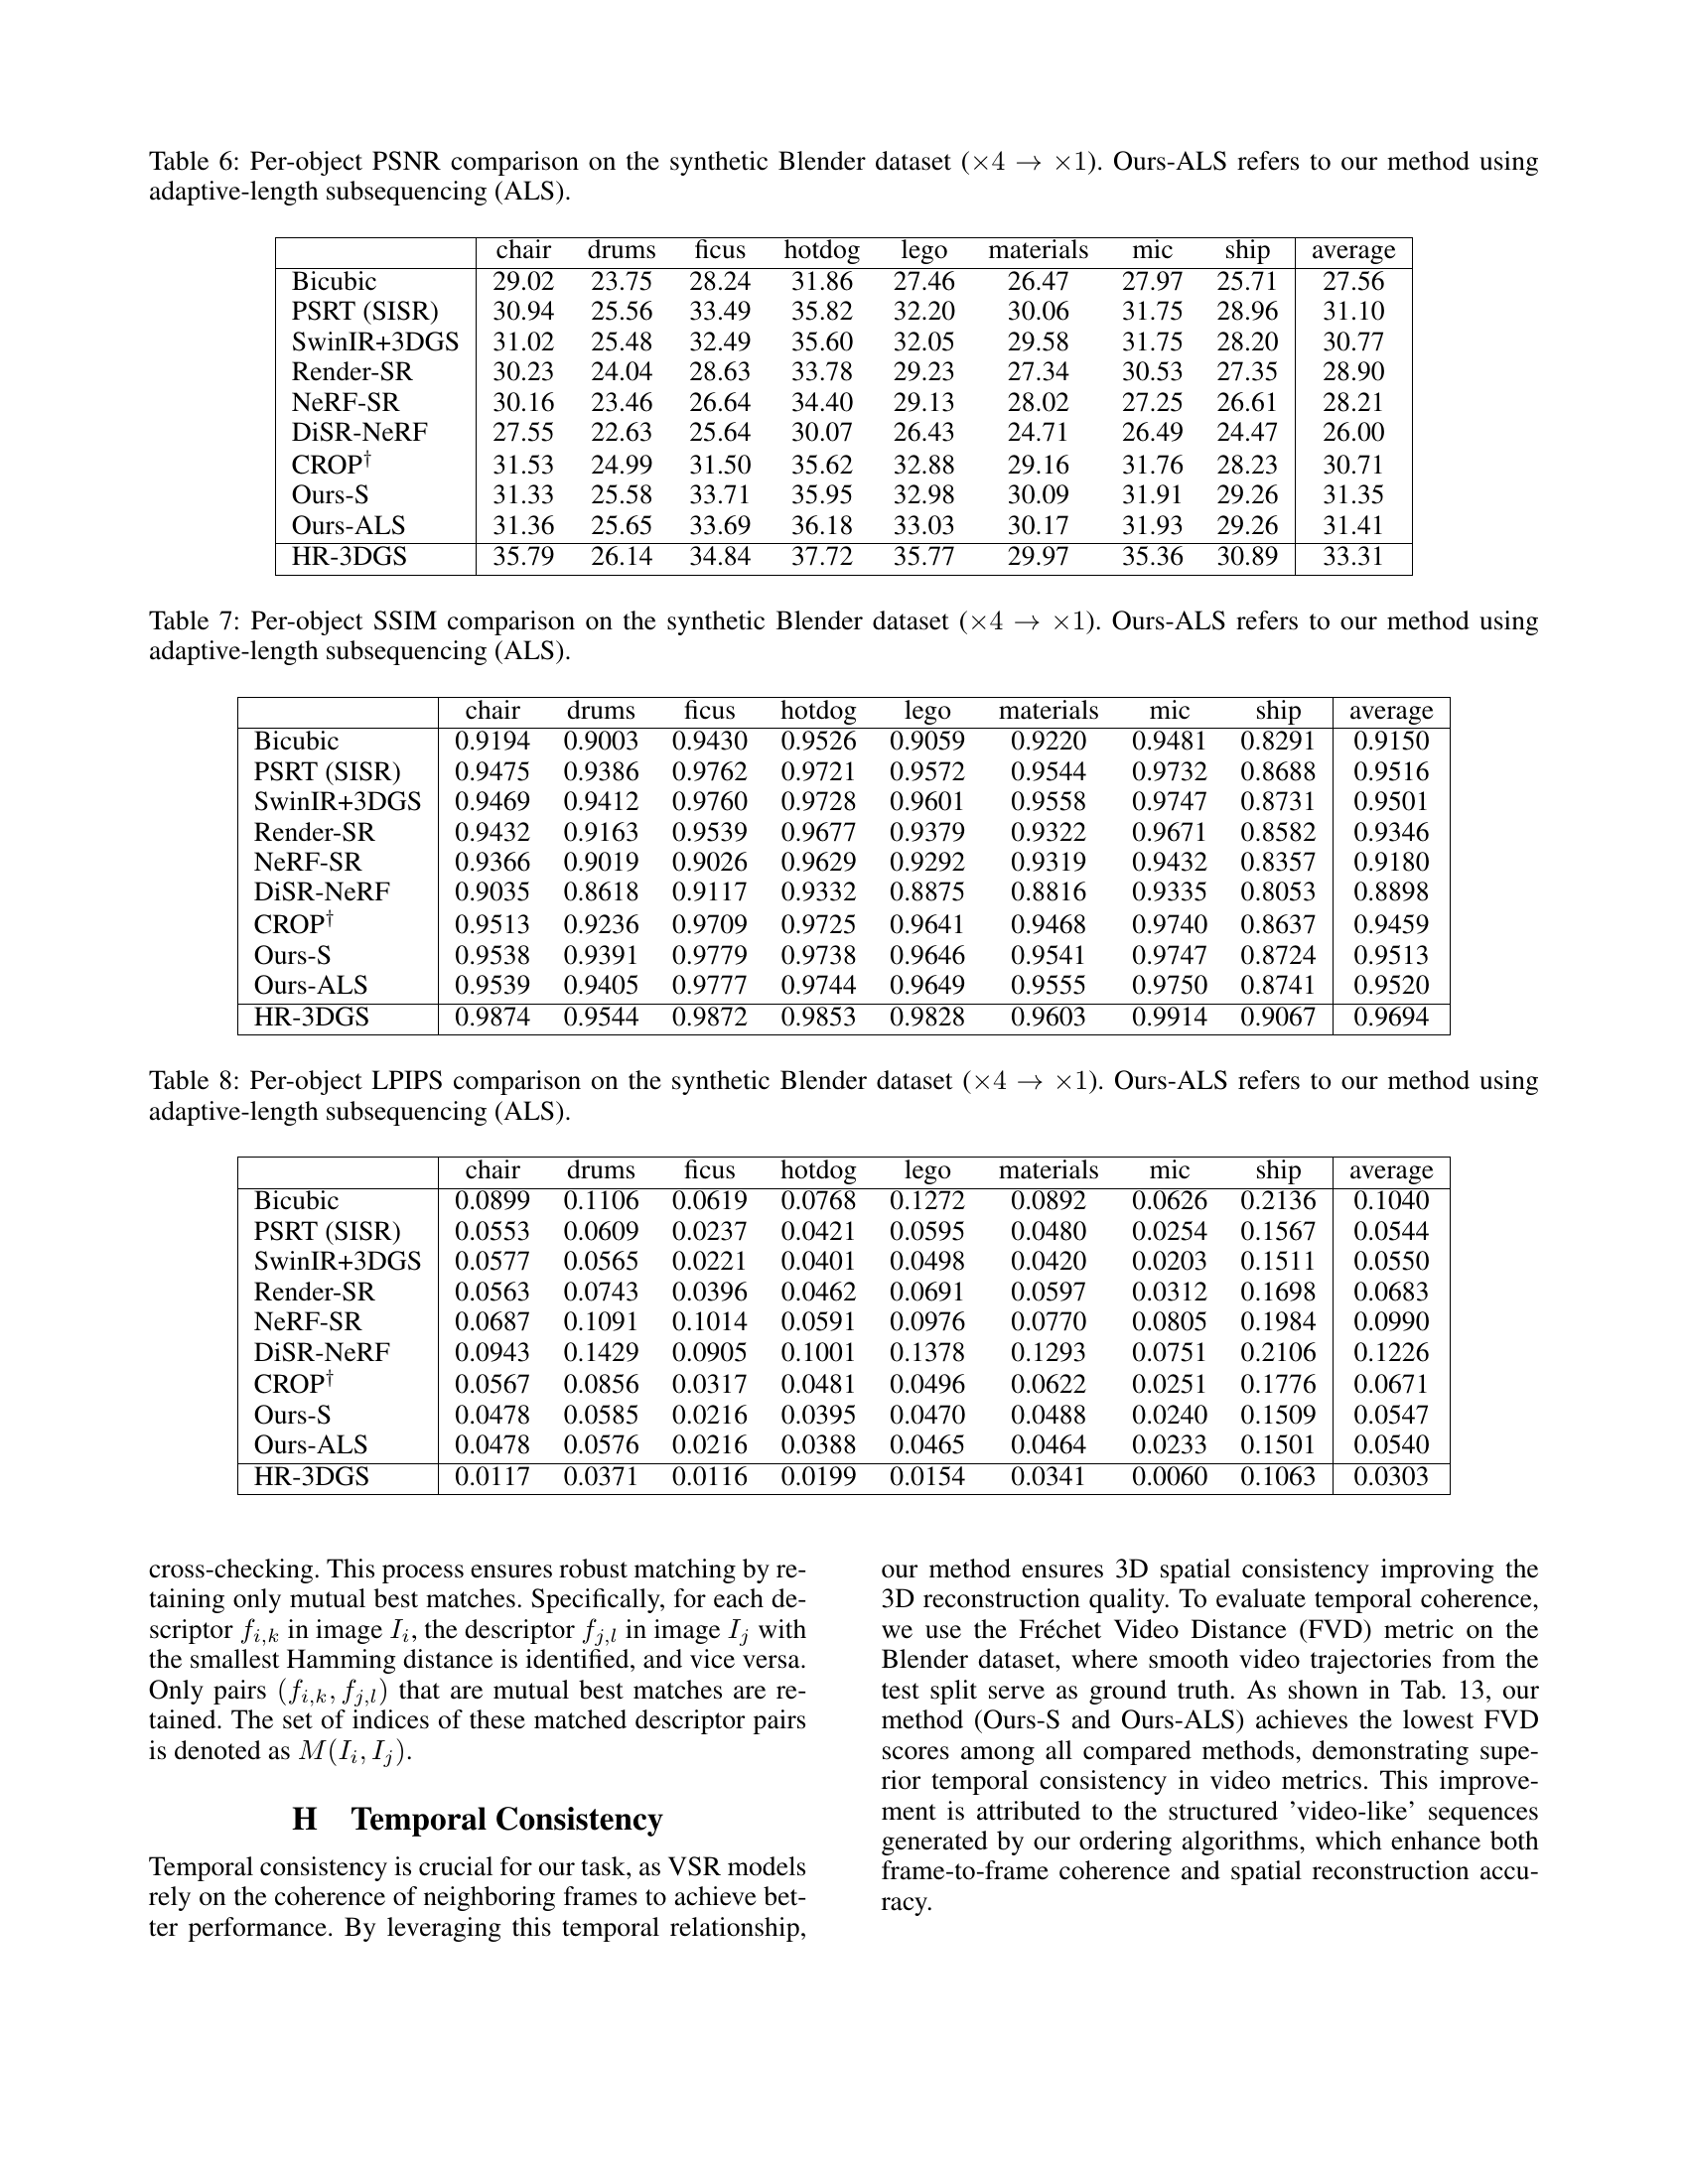 Table 6: Per-object PSNR comparison on the synthetic Blender dataset (×4 → ×1). Ours-ALS refers to our method using
adaptive-length subsequencing (ALS).
chair drums ficus hotdog lego materials mic ship average
Bicubic 29.02 23.75 28.24 31.86 27.46 26.47 27.97 25.71 27.56
PSRT (SISR) 30.94 25.56 33.49 35.82 32.20 30.06 31.75 28.96 31.10
SwinIR+3DGS 31.02 25.48 32.49 35.60 32.05 29.58 31.75 28.20 30.77
Render-SR 30.23 24.04 28.63 33.78 29.23 27.34 30.53 27.35 28.90
NeRF-SR 30.16 23.46 26.64 34.40 29.13 28.02 27.25 26.61 28.21
DiSR-NeRF 27.55 22.63 25.64 30.07 26.43 24.71 26.49 24.47 26.00
CROP† 31.53 24.99 31.50 35.62 32.88 29.16 31.76 28.23 30.71
Ours-S 31.33 25.58 33.71 35.95 32.98 30.09 31.91 29.26 31.35
Ours-ALS 31.36 25.65 33.69 36.18 33.03 30.17 31.93 29.26 31.41
HR-3DGS 35.79 26.14 34.84 37.72 35.77 29.97 35.36 30.89 33.31
Table 7: Per-object SSIM comparison on the synthetic Blender dataset (×4 → ×1). Ours-ALS refers to our method using
adaptive-length subsequencing (ALS).
chair drums ficus hotdog lego materials mic ship average
Bicubic 0.9194 0.9003 0.9430 0.9526 0.9059 0.9220 0.9481 0.8291 0.9150
PSRT (SISR) 0.9475 0.9386 0.9762 0.9721 0.9572 0.9544 0.9732 0.8688 0.9516
SwinIR+3DGS 0.9469 0.9412 0.9760 0.9728 0.9601 0.9558 0.9747 0.8731 0.9501
Render-SR 0.9432 0.9163 0.9539 0.9677 0.9379 0.9322 0.9671 0.8582 0.9346
NeRF-SR 0.9366 0.9019 0.9026 0.9629 0.9292 0.9319 0.9432 0.8357 0.9180
DiSR-NeRF 0.9035 0.8618 0.9117 0.9332 0.8875 0.8816 0.9335 0.8053 0.8898
CROP† 0.9513 0.9236 0.9709 0.9725 0.9641 0.9468 0.9740 0.8637 0.9459
Ours-S 0.9538 0.9391 0.9779 0.9738 0.9646 0.9541 0.9747 0.8724 0.9513
Ours-ALS 0.9539 0.9405 0.9777 0.9744 0.9649 0.9555 0.9750 0.8741 0.9520
HR-3DGS 0.9874 0.9544 0.9872 0.9853 0.9828 0.9603 0.9914 0.9067 0.9694
Table 8: Per-object LPIPS comparison on the synthetic Blender dataset (×4 → ×1). Ours-ALS refers to our method using
adaptive-length subsequencing (ALS).
chair drums ficus hotdog lego materials mic ship average
Bicubic 0.0899 0.1106 0.0619 0.0768 0.1272 0.0892 0.0626 0.2136 0.1040
PSRT (SISR) 0.0553 0.0609 0.0237 0.0421 0.0595 0.0480 0.0254 0.1567 0.0544
SwinIR+3DGS 0.0577 0.0565 0.0221 0.0401 0.0498 0.0420 0.0203 0.1511 0.0550
Render-SR 0.0563 0.0743 0.0396 0.0462 0.0691 0.0597 0.0312 0.1698 0.0683
NeRF-SR 0.0687 0.1091 0.1014 0.0591 0.0976 0.0770 0.0805 0.1984 0.0990
DiSR-NeRF 0.0943 0.1429 0.0905 0.1001 0.1378 0.1293 0.0751 0.2106 0.1226
CROP† 0.0567 0.0856 0.0317 0.0481 0.0496 0.0622 0.0251 0.1776 0.0671
Ours-S 0.0478 0.0585 0.0216 0.0395 0.0470 0.0488 0.0240 0.1509 0.0547
Ours-ALS 0.0478 0.0576 0.0216 0.0388 0.0465 0.0464 0.0233 0.1501 0.0540
HR-3DGS 0.0117 0.0371 0.0116 0.0199 0.0154 0.0341 0.0060 0.1063 0.0303
cross-checking. This process ensures robust matching by re-
taining only mutual best matches. Specifically, for each de-
scriptor f_{i,k} in image I_i, the descriptor f_{j,l} in image I_j with
the smallest Hamming distance is identified, and vice versa.
Only pairs (f_{i,k}, f_{j,l}) that are mutual best matches are re-
tained. The set of indices of these matched descriptor pairs
is denoted as M(I_i, I_j).
H Temporal Consistency
Temporal consistency is crucial for our task, as VSR models
rely on the coherence of neighboring frames to achieve bet-
ter performance. By leveraging this temporal relationship,
our method ensures 3D spatial consistency improving the
3D reconstruction quality. To evaluate temporal coherence,
we use the Fréchet Video Distance (FVD) metric on the
Blender dataset, where smooth video trajectories from the
test split serve as ground truth. As shown in Tab. 13, our
method (Ours-S and Ours-ALS) achieves the lowest FVD
scores among all compared methods, demonstrating supe-
rior temporal consistency in video metrics. This improve-
ment is attributed to the structured ’video-like’ sequences
generated by our ordering algorithms, which enhance both
frame-to-frame coherence and spatial reconstruction accu-
racy.